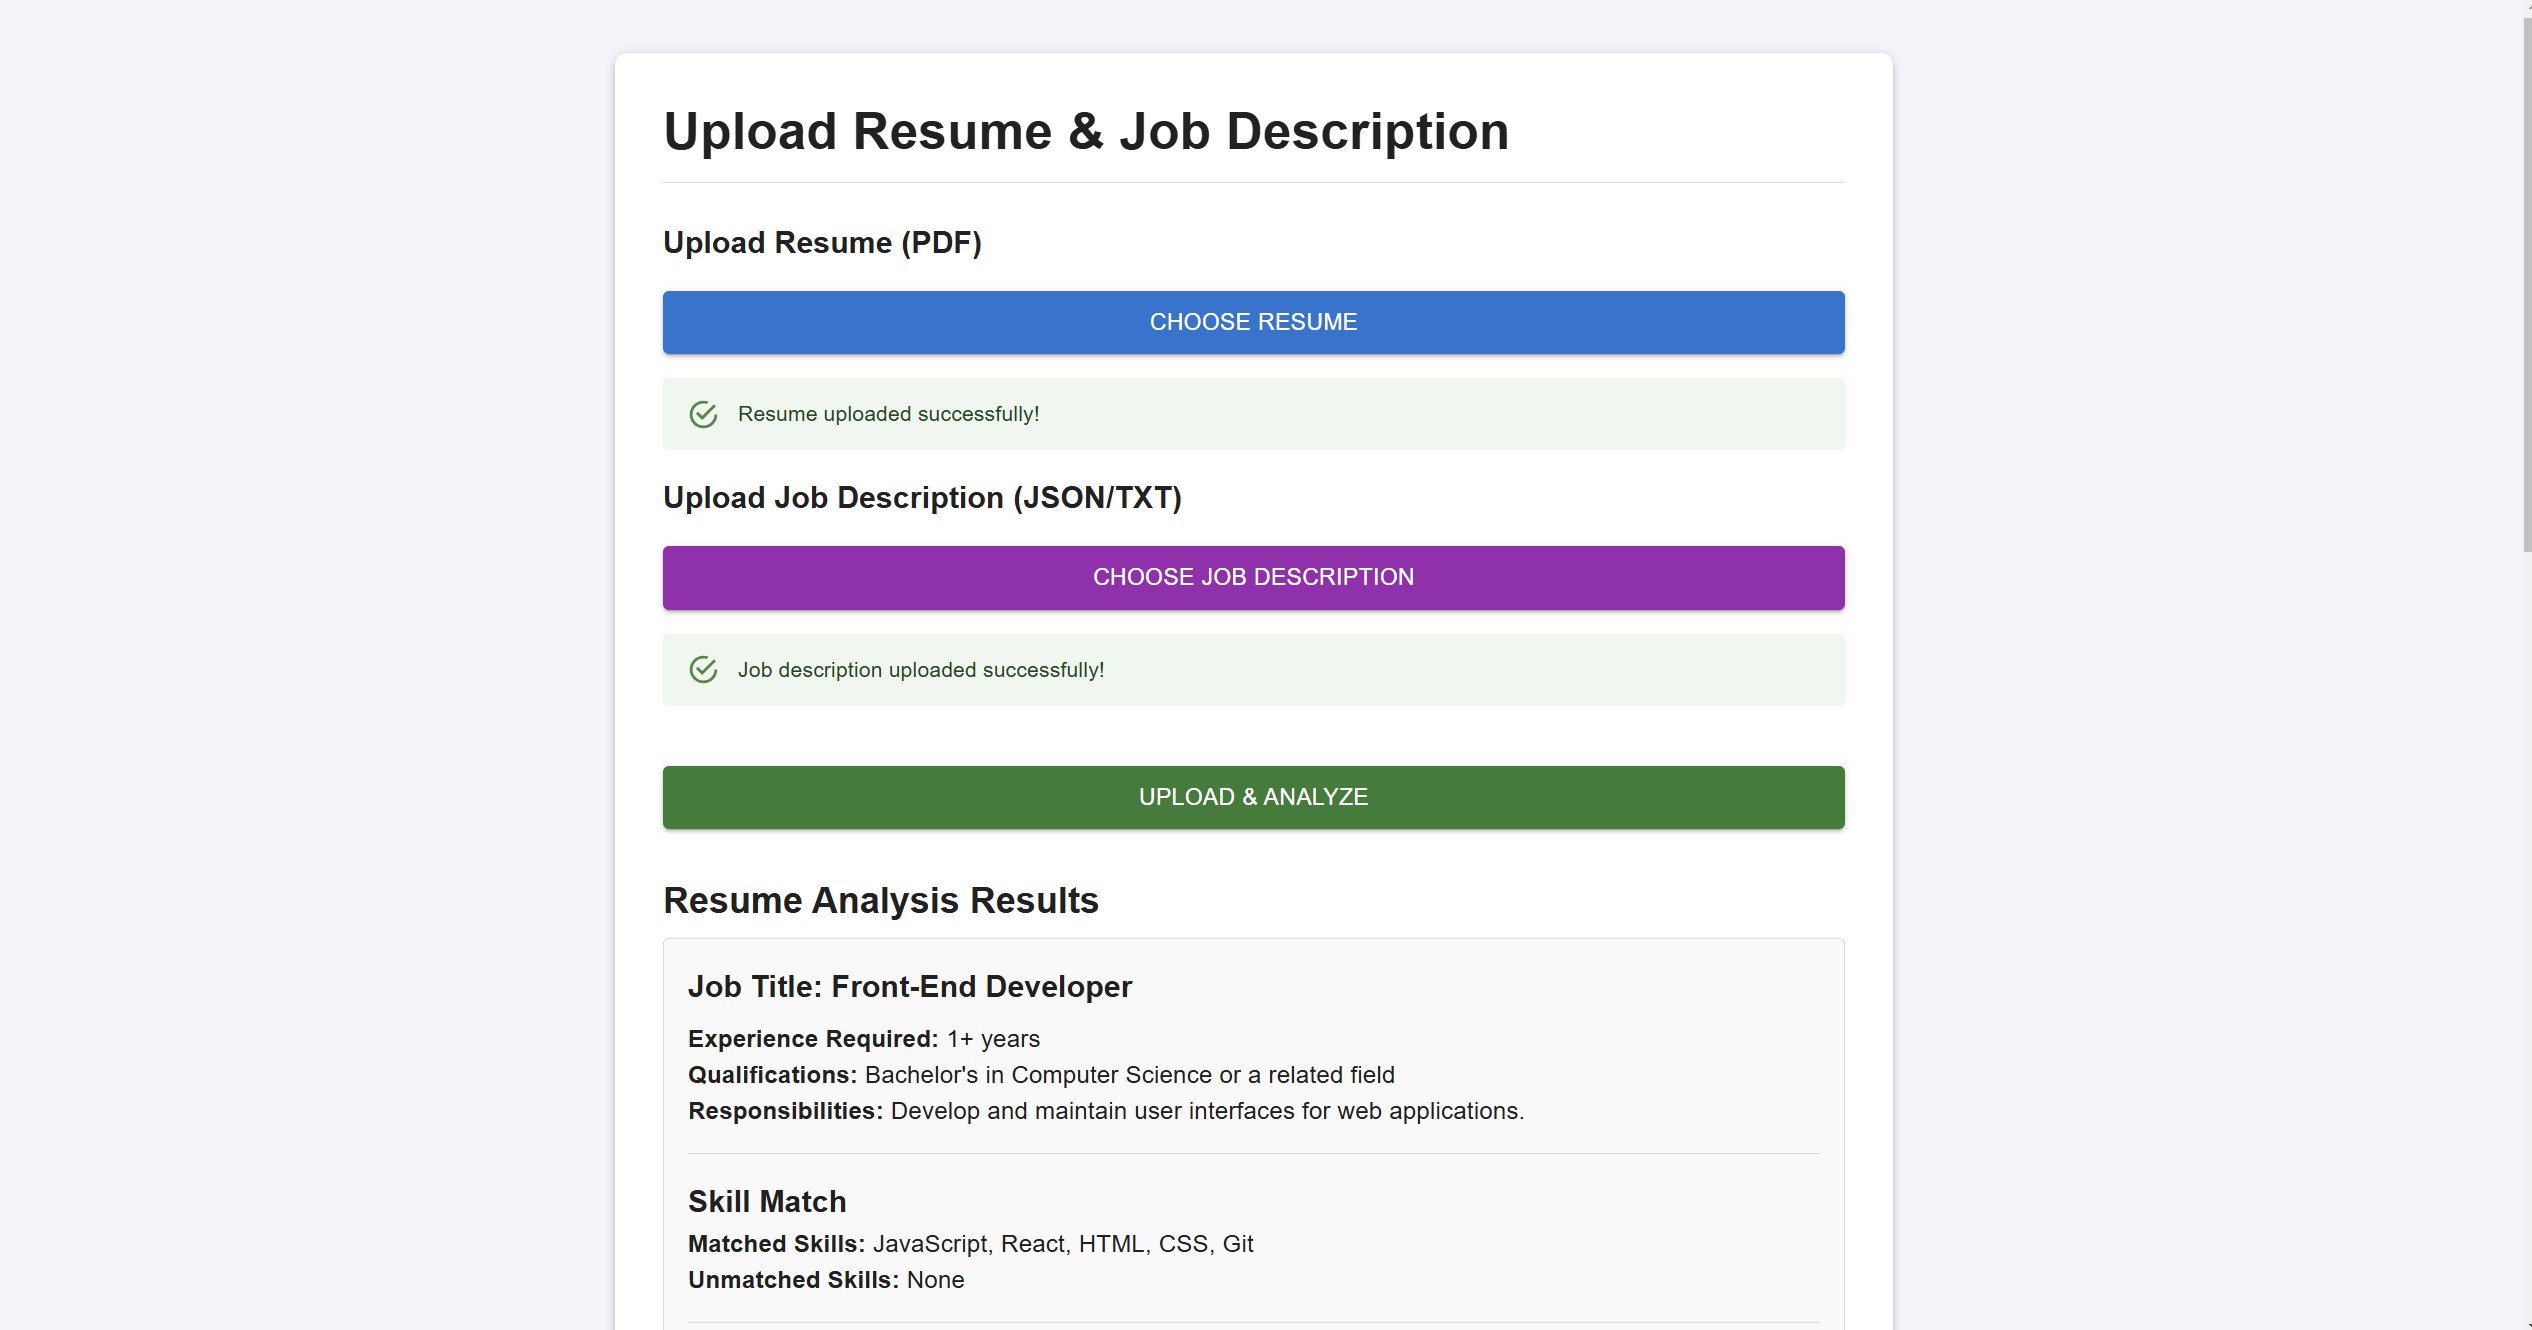 Upload Resume & Job Description
Upload Resume (PDF)
CHOOSE RESUME
Resume uploaded successfully!
Upload Job Description (JSON/TXT)
CHOOSE JOB DESCRIPTION
Job description uploaded successfully!
UPLOAD & ANALYZE
Resume Analysis Results
Job Title: Front-End Developer
Experience Required: 1+ years
Qualifications: Bachelor's in Computer Science or a related field
Responsibilities: Develop and maintain user interfaces for web applications.
Skill Match
Matched Skills: JavaScript, React, HTML, CSS, Git
Unmatched Skills: None